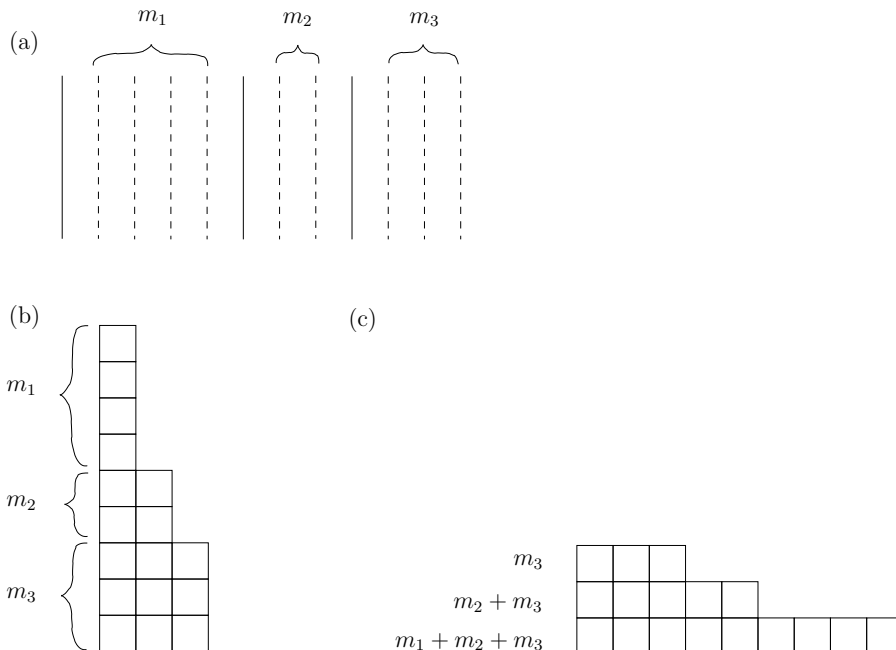 m₁ m₂ m₃
(a)
(b)
m₁
m₂
m₃
(c)
m₃
m₂ + m₃
m₁ + m₂ + m₃